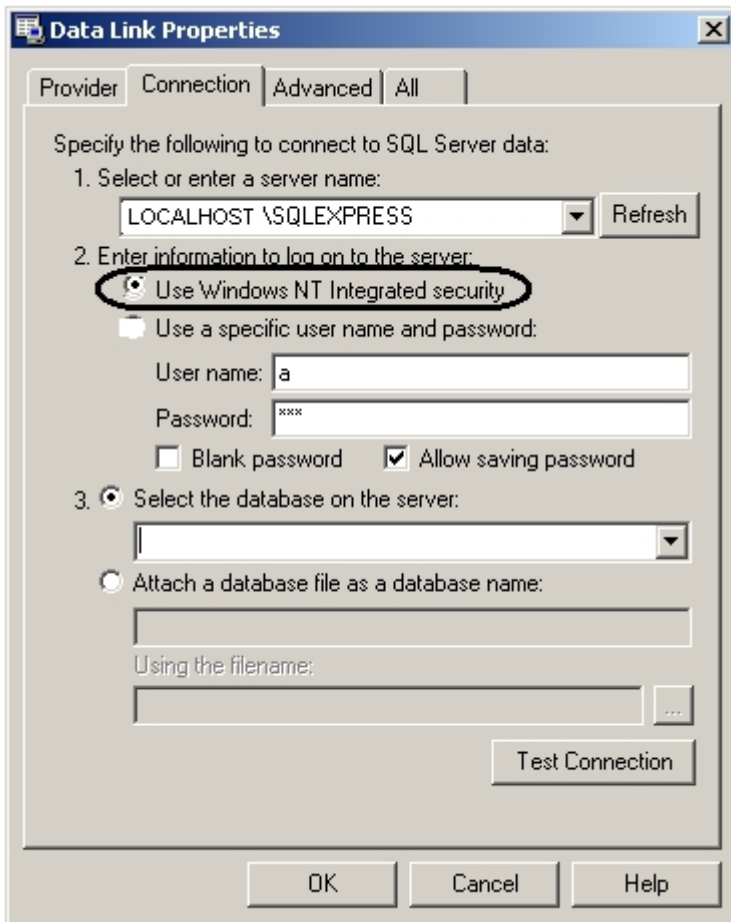 Data Link Properties
Provider Connection Advanced All
Specify the following to connect to SQL Server data:
1. Select or enter a server name:
LOCALHOST \SQLEXPRESS Refresh
2. Enter information to log on to the server:
Use Windows NT Integrated security
Use a specific user name and password:
User name: a
Password: ***
Blank password Allow saving password
3. Select the database on the server:
Attach a database file as a database name:
Using the filename:
...
Test Connection
OK Cancel Help